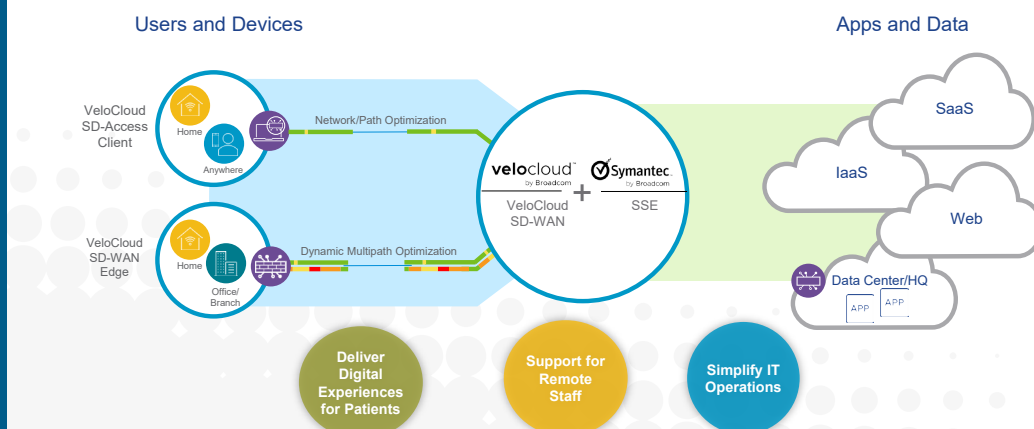 Users and Devices
Apps and Data
VeloCloud
SD-Access
Client
Home
Anywhere
Network/Path Optimization
VeloCloud
SD-WAN
Edge
Home
Office/
Branch
Dynamic Multipath Optimization
velocloud™
by Broadcom
VeloCloud
SD-WAN
+
Symantec.
by Broadcom
SSE
SaaS
IaaS
Web
Data Center/HQ
APP
APP
Deliver
Digital
Experiences
for Patients
Support for
Remote
Staff
Simplify IT
Operations